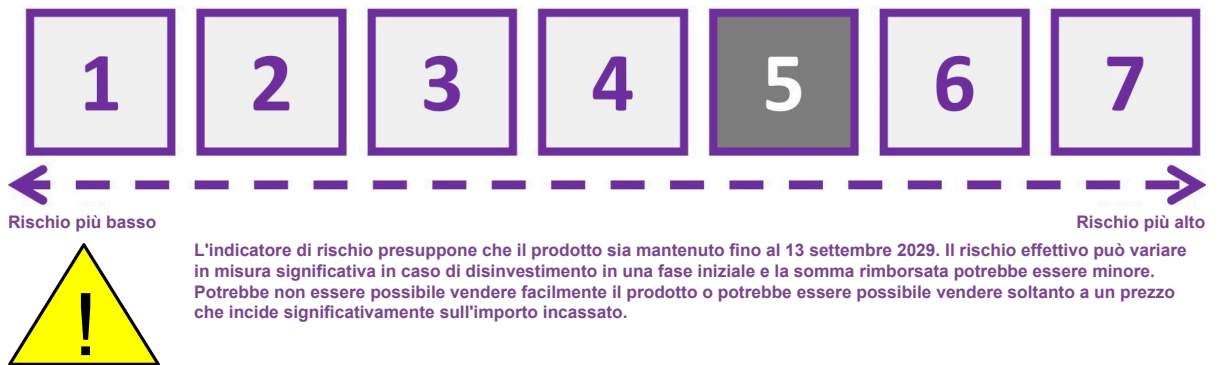 1 2 3 4 5 6 7
Rischio più basso Rischio più alto
L'indicatore di rischio presuppone che il prodotto sia mantenuto fino al 13 settembre 2029. Il rischio effettivo può variare
in misura significativa in caso di disinvestimento in una fase iniziale e la somma rimborsata potrebbe essere minore.
Potrebbe non essere possibile vendere facilmente il prodotto o potrebbe essere possibile vendere soltanto a un prezzo
che incide significativamente sull'importo incassato.
!